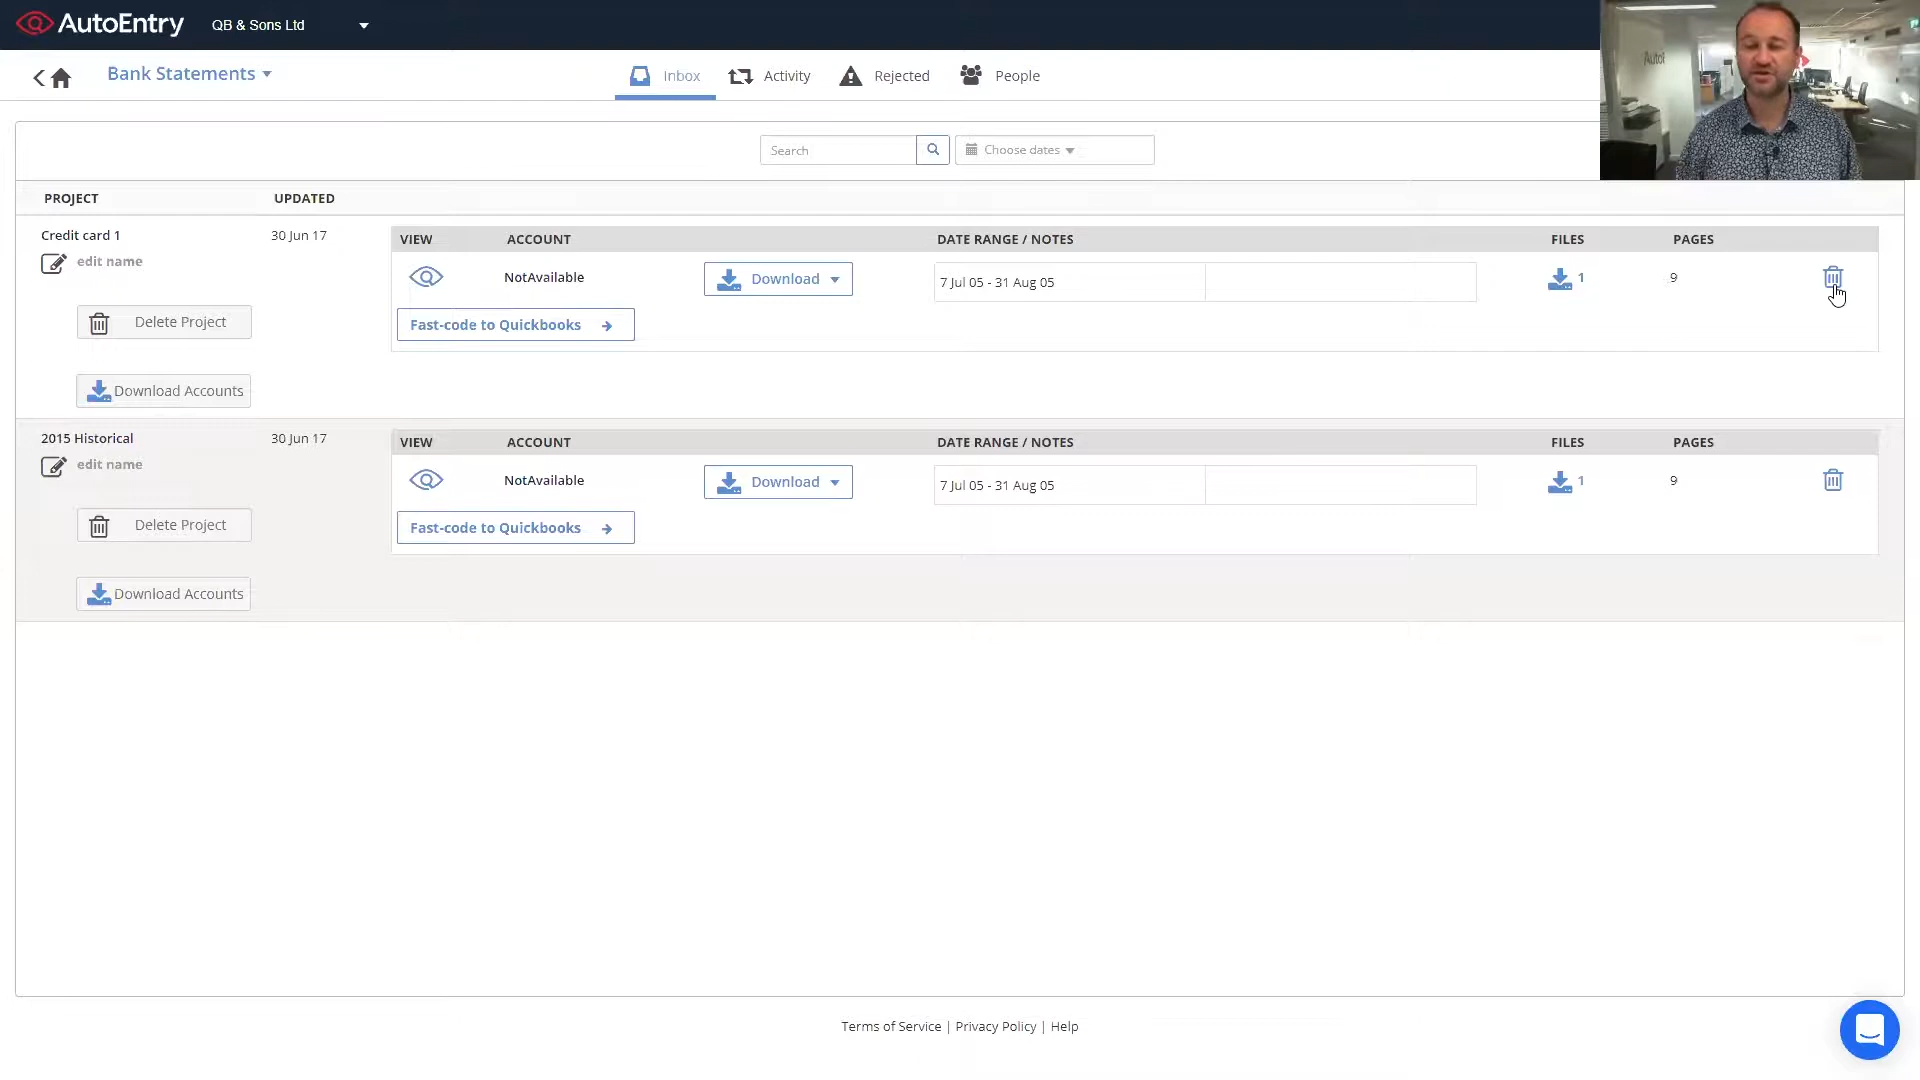 AutoEntry QB & Sons Ltd
Bank Statements Inbox Activity Rejected People
Search Choose dates
PROJECT UPDATED
Credit card 1 30 Jun 17
edit name
Delete Project
Download Accounts
VIEW ACCOUNT DATE RANGE / NOTES FILES PAGES
NotAvailable Download 7 Jul 05 - 31 Aug 05 1 9
Fast-code to Quickbooks
2015 Historical 30 Jun 17
edit name
Delete Project
Download Accounts
VIEW ACCOUNT DATE RANGE / NOTES FILES PAGES
NotAvailable Download 7 Jul 05 - 31 Aug 05 1 9
Fast-code to Quickbooks
Terms of Service | Privacy Policy | Help